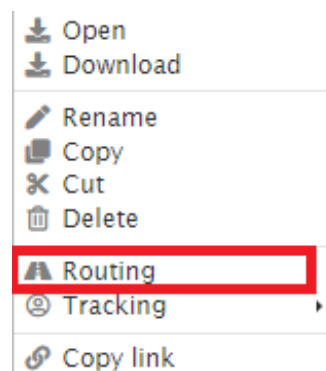 Open
Download
Rename
Copy
Cut
Delete
Routing
Tracking
Copy link